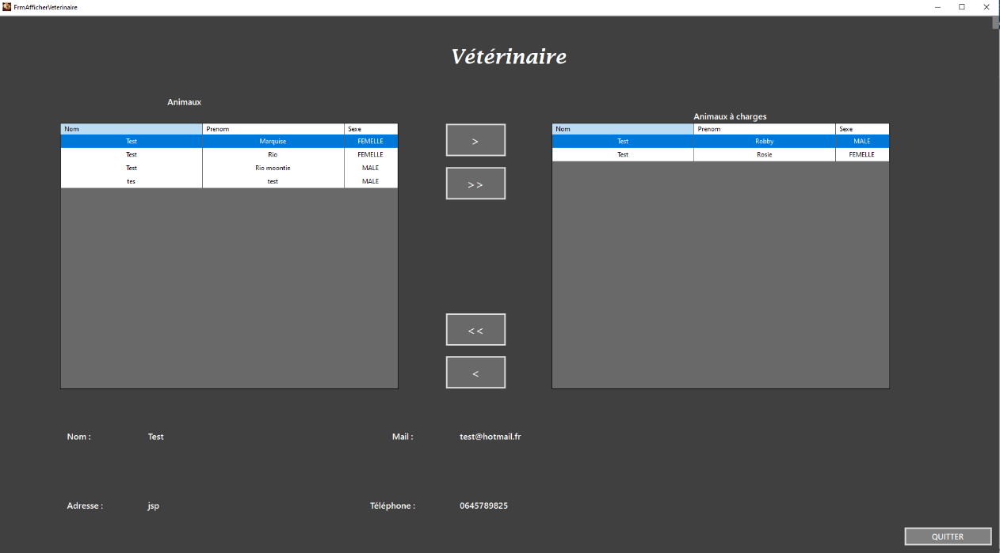 FrmAfficherVeterinaire
Vétérinaire
Animaux
Nom Prenom Sexe
Test Marquise FEMELLE
Test Rio FEMELLE
Test Rio moontie MALE
tes test MALE
>
>>
<<
<
Animaux à charges
Nom Prenom Sexe
Test Robby MALE
Test Rosie FEMELLE
Nom : Test Mail : test@hotmail.fr
Adresse : jsp Téléphone : 0645789825
QUITTER